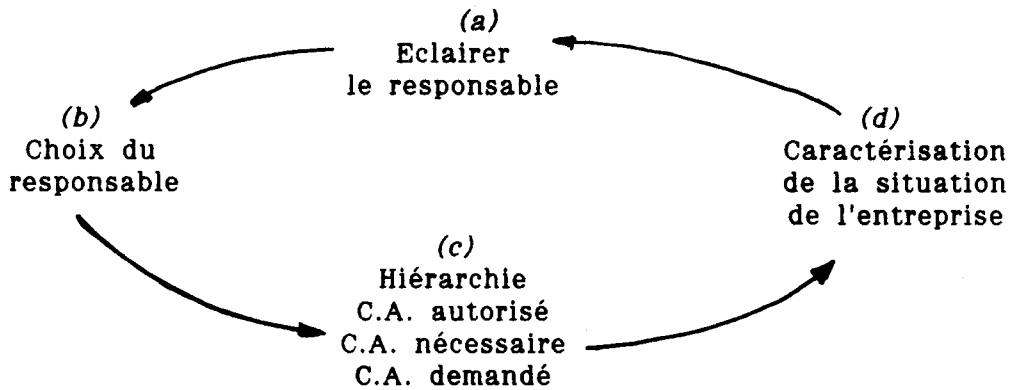 (a)
Eclairer
le responsable
(b)
Choix du
responsable
(c)
Hiérarchie
C.A. autorisé
C.A. nécessaire
C.A. demandé
(d)
Caractérisation
de la situation
de l'entreprise